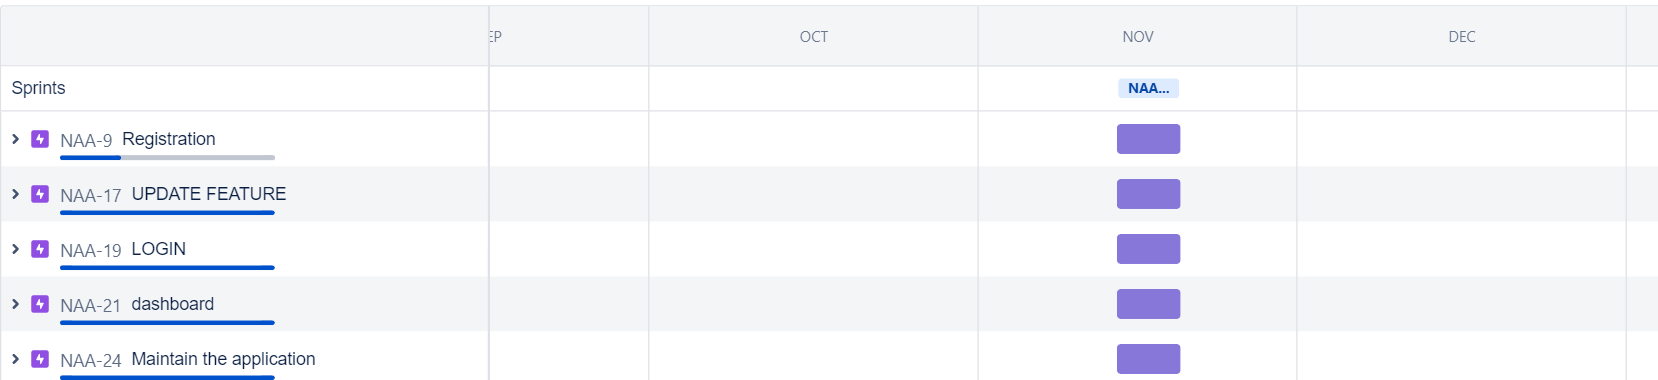 EP OCT NOV DEC
Sprints NAA...
NAA-9 Registration
NAA-17 UPDATE FEATURE
NAA-19 LOGIN
NAA-21 dashboard
NAA-24 Maintain the application